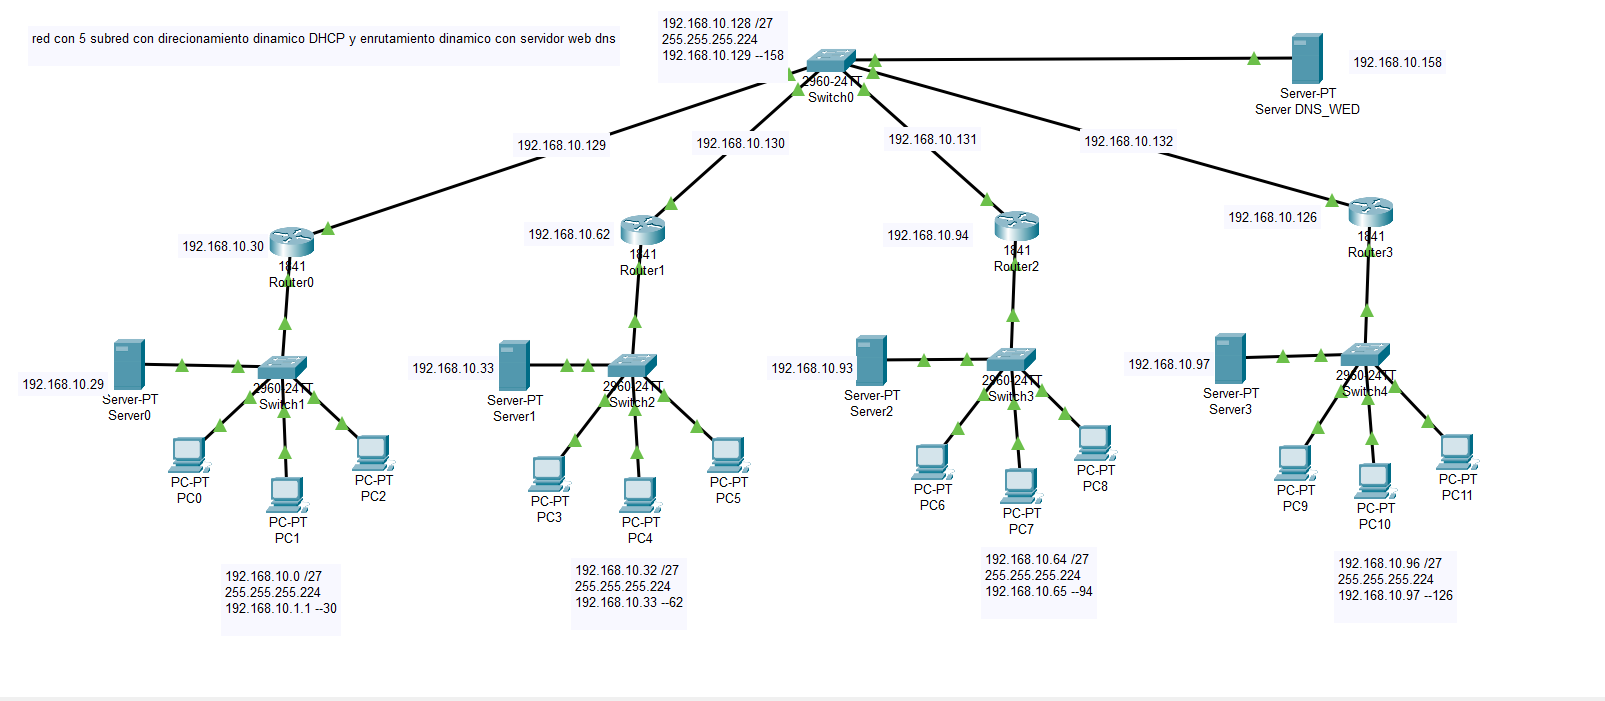 red con 5 subred con direcionamiento dinamico DHCP y enrutamiento dinamico con servidor web dns
192.168.10.128 /27
255.255.255.224
192.168.10.129 --158
2960-24TT
Switch0
192.168.10.158
Server-PT
Server DNS_WED
192.168.10.129
192.168.10.130
192.168.10.131
192.168.10.132
192.168.10.30
1841
Router0
192.168.10.62
1841
Router1
192.168.10.94
1841
Router2
192.168.10.126
1841
Router3
192.168.10.29
Server-PT
Server0
2960-24TT
Switch1
192.168.10.33
Server-PT
Server1
2960-24TT
Switch2
192.168.10.93
Server-PT
Server2
2960-24TT
Switch3
192.168.10.97
Server-PT
Server3
2960-24TT
Switch4
PC-PT
PC0
PC-PT
PC1
PC-PT
PC2
PC-PT
PC3
PC-PT
PC4
PC-PT
PC5
PC-PT
PC6
PC-PT
PC7
PC-PT
PC8
PC-PT
PC9
PC-PT
PC10
PC-PT
PC11
192.168.10.0 /27
255.255.255.224
192.168.10.1.1 --30
192.168.10.32 /27
255.255.255.224
192.168.10.33 --62
192.168.10.64 /27
255.255.255.224
192.168.10.65 --94
192.168.10.96 /27
255.255.255.224
192.168.10.97 --126